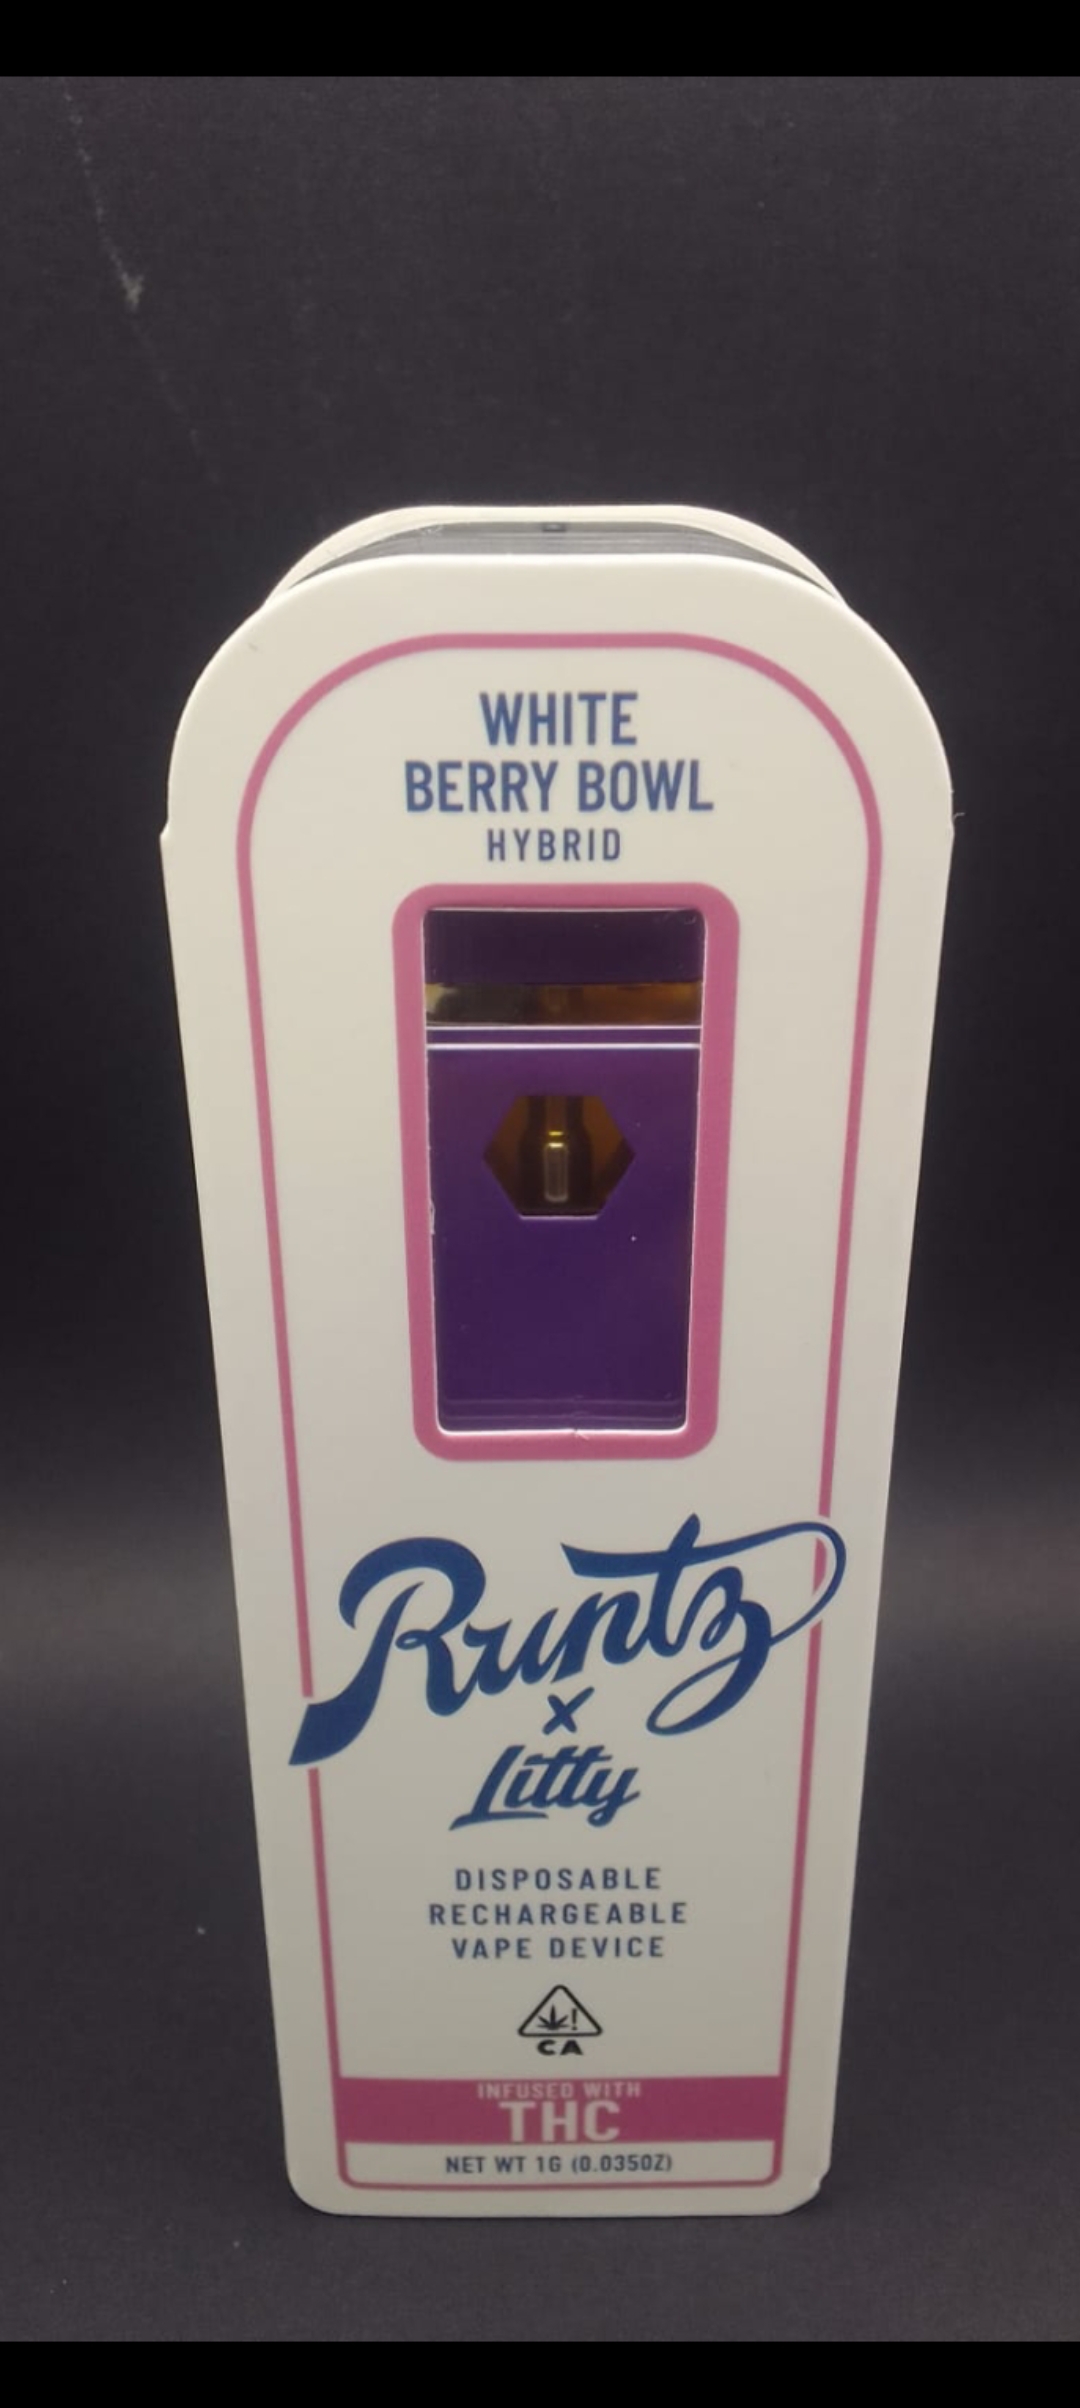 WHITE
BERRY BOWL
HYBRID
Runtz
x
Litty
DISPOSABLE
RECHARGEABLE
VAPE DEVICE
!
CA
INFUSED WITH
THC
NET WT 1G (0.035OZ)